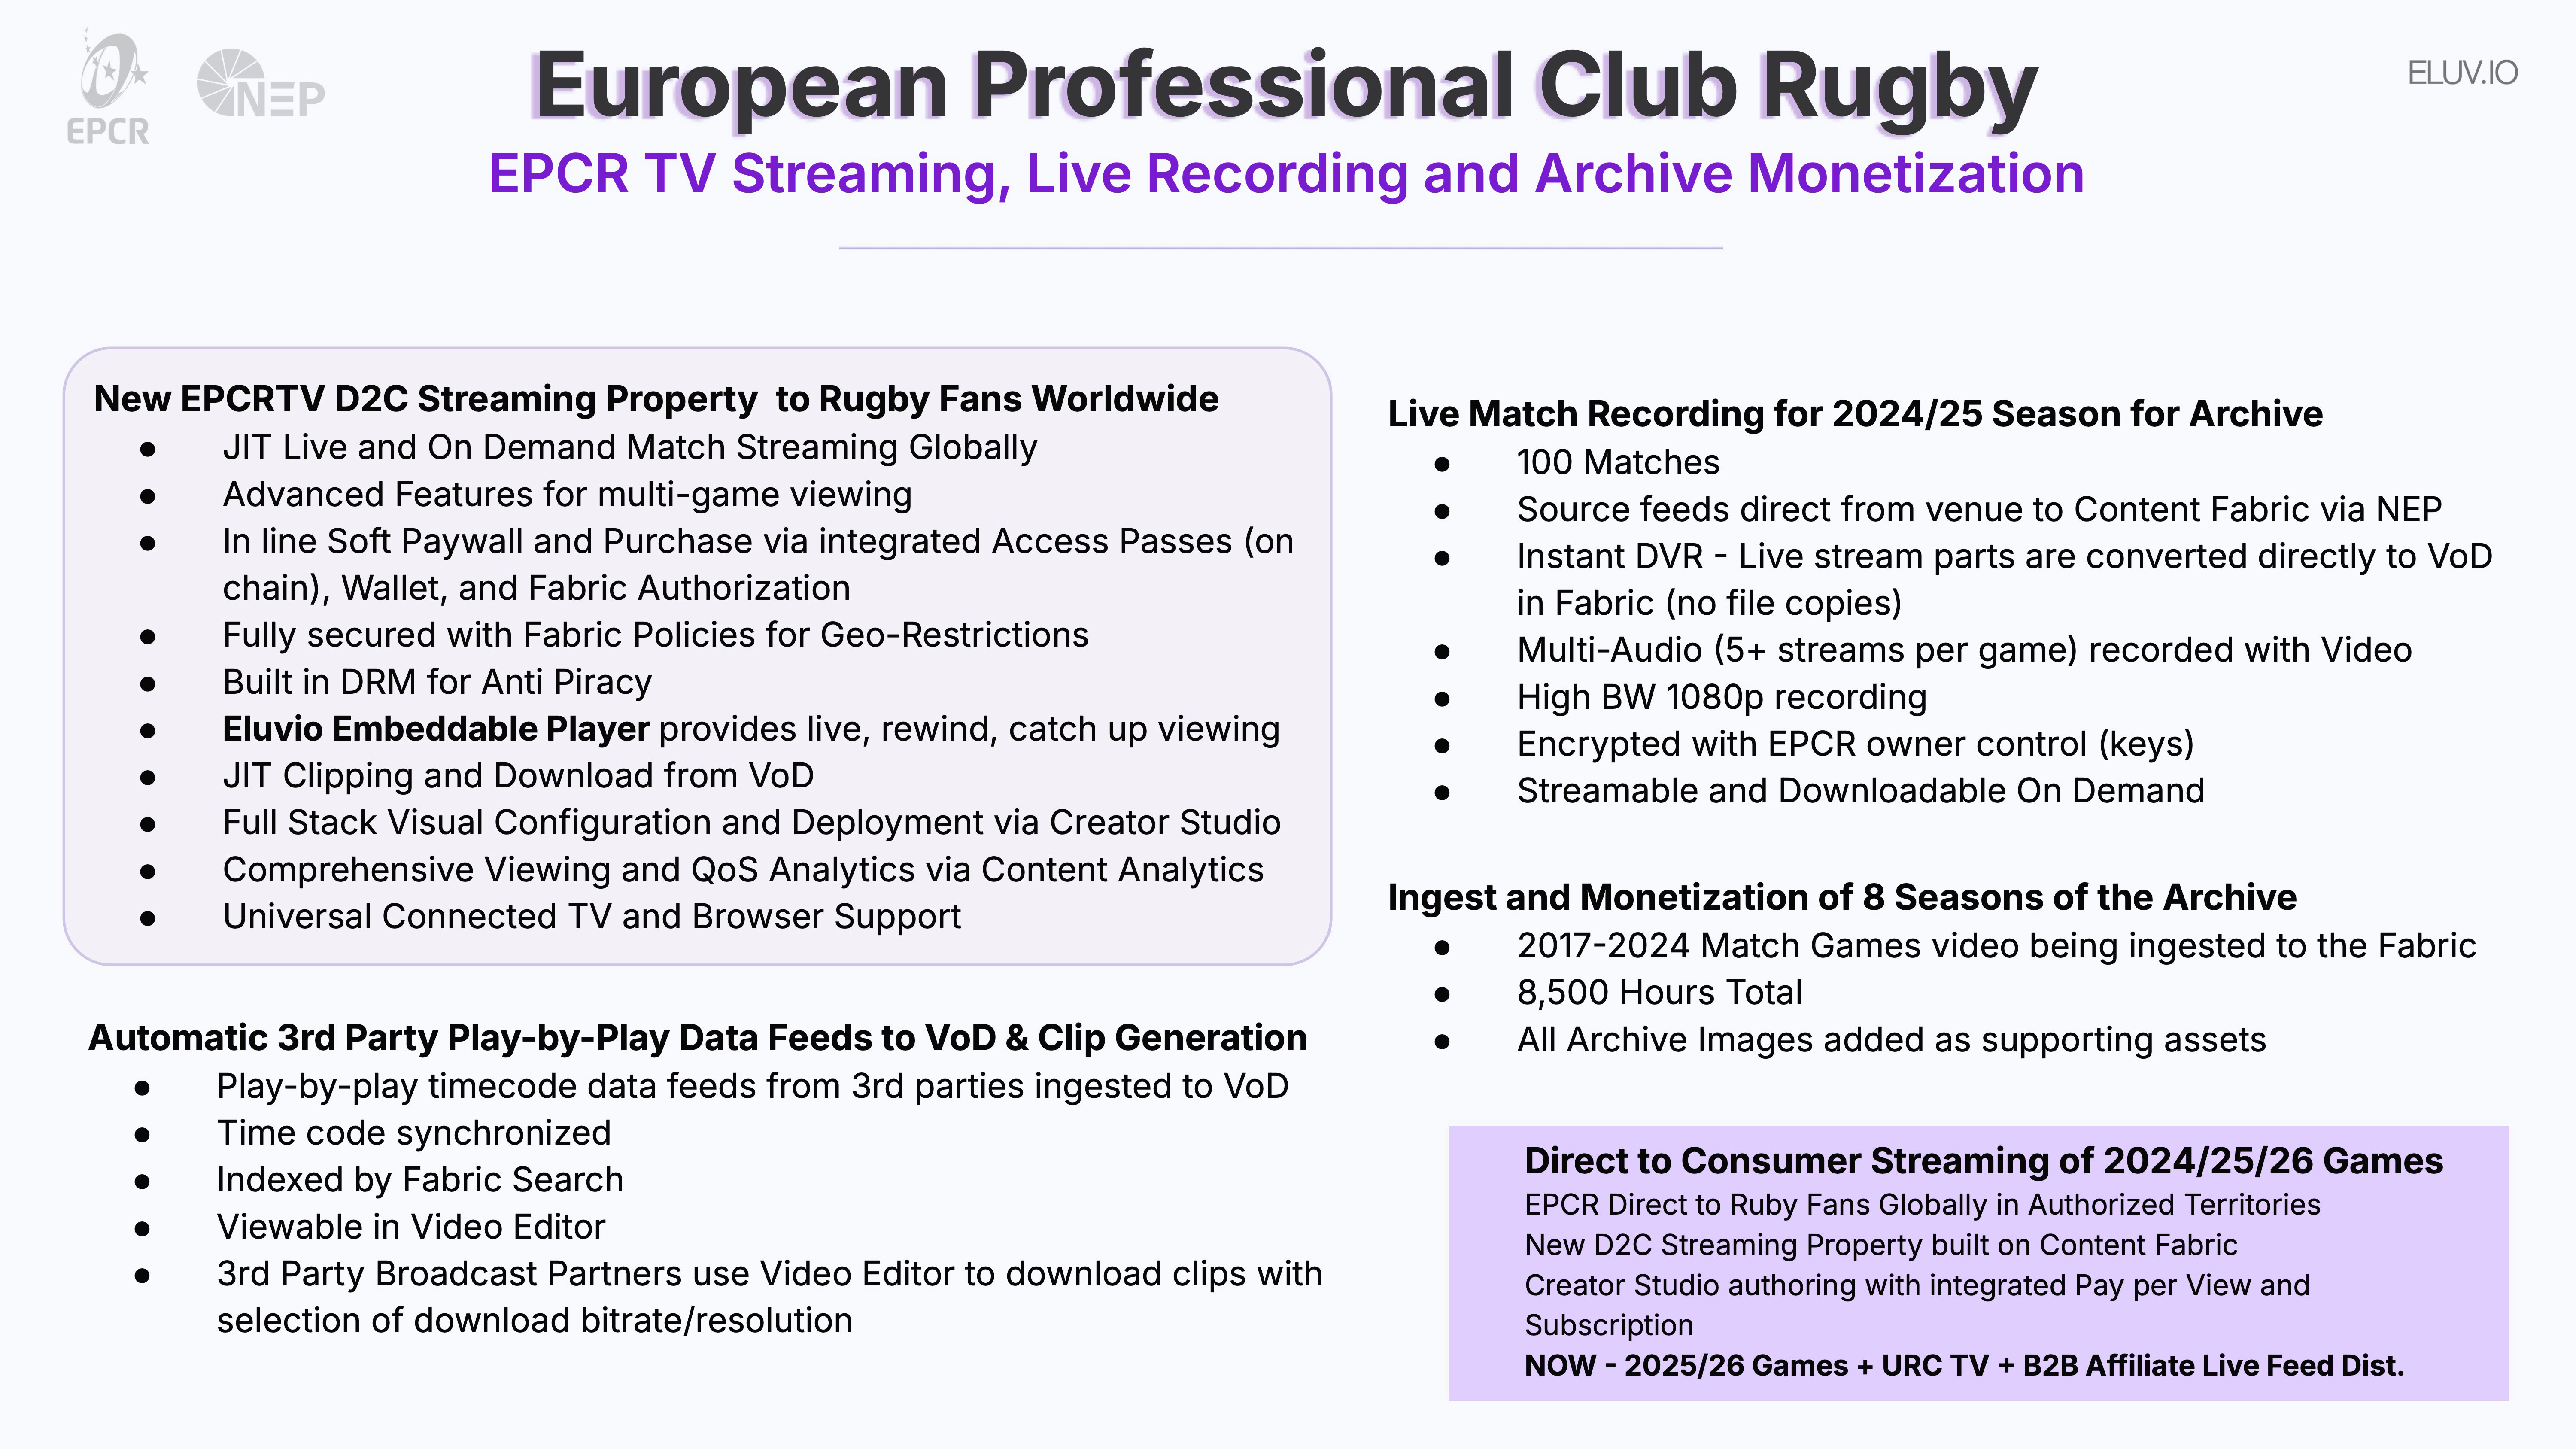 EPCR
NEP
European Professional Club Rugby
ELUV.IO
EPCR TV Streaming, Live Recording and Archive Monetization
New EPCRTV D2C Streaming Property  to Rugby Fans Worldwide
● JIT Live and On Demand Match Streaming Globally
● Advanced Features for multi-game viewing
● In line Soft Paywall and Purchase via integrated Access Passes (on
chain), Wallet, and Fabric Authorization
● Fully secured with Fabric Policies for Geo-Restrictions
● Built in DRM for Anti Piracy
● Eluvio Embeddable Player provides live, rewind, catch up viewing
● JIT Clipping and Download from VoD
● Full Stack Visual Configuration and Deployment via Creator Studio
● Comprehensive Viewing and QoS Analytics via Content Analytics
● Universal Connected TV and Browser Support
Automatic 3rd Party Play-by-Play Data Feeds to VoD & Clip Generation
● Play-by-play timecode data feeds from 3rd parties ingested to VoD
● Time code synchronized
● Indexed by Fabric Search
● Viewable in Video Editor
● 3rd Party Broadcast Partners use Video Editor to download clips with
selection of download bitrate/resolution
Live Match Recording for 2024/25 Season for Archive
● 100 Matches
● Source feeds direct from venue to Content Fabric via NEP
● Instant DVR - Live stream parts are converted directly to VoD
in Fabric (no file copies)
● Multi-Audio (5+ streams per game) recorded with Video
● High BW 1080p recording
● Encrypted with EPCR owner control (keys)
● Streamable and Downloadable On Demand
Ingest and Monetization of 8 Seasons of the Archive
● 2017-2024 Match Games video being ingested to the Fabric
● 8,500 Hours Total
● All Archive Images added as supporting assets
Direct to Consumer Streaming of 2024/25/26 Games
EPCR Direct to Ruby Fans Globally in Authorized Territories
New D2C Streaming Property built on Content Fabric
Creator Studio authoring with integrated Pay per View and
Subscription
NOW - 2025/26 Games + URC TV + B2B Affiliate Live Feed Dist.